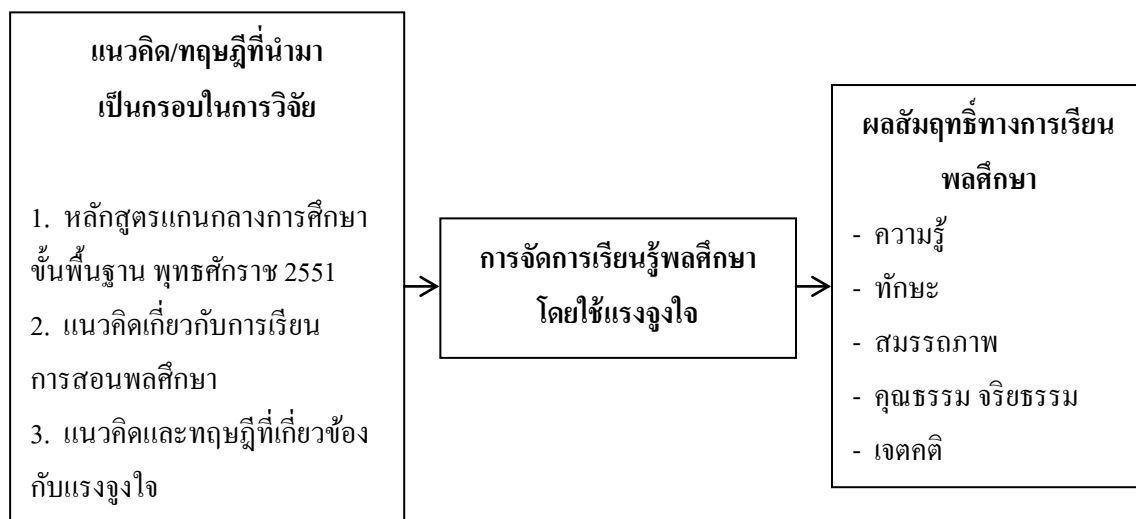 แนวคิด/ทฤษฎีที่นำมา
เป็นกรอบในการวิจัย
1. หลักสูตรแกนกลางการศึกษา
ขั้นพื้นฐาน พุทธศักราช 2551
2. แนวคิดเกี่ยวกับการเรียน
การสอนพลศึกษา
3. แนวคิดและทฤษฎีที่เกี่ยวข้อง
กับแรงจูงใจ
การจัดการเรียนรู้พลศึกษา
โดยใช้แรงจูงใจ
ผลสัมฤทธิ์ทางการเรียน
พลศึกษา
- ความรู้
- ทักษะ
- สมรรถภาพ
- คุณธรรม จริยธรรม
- เจตคติ